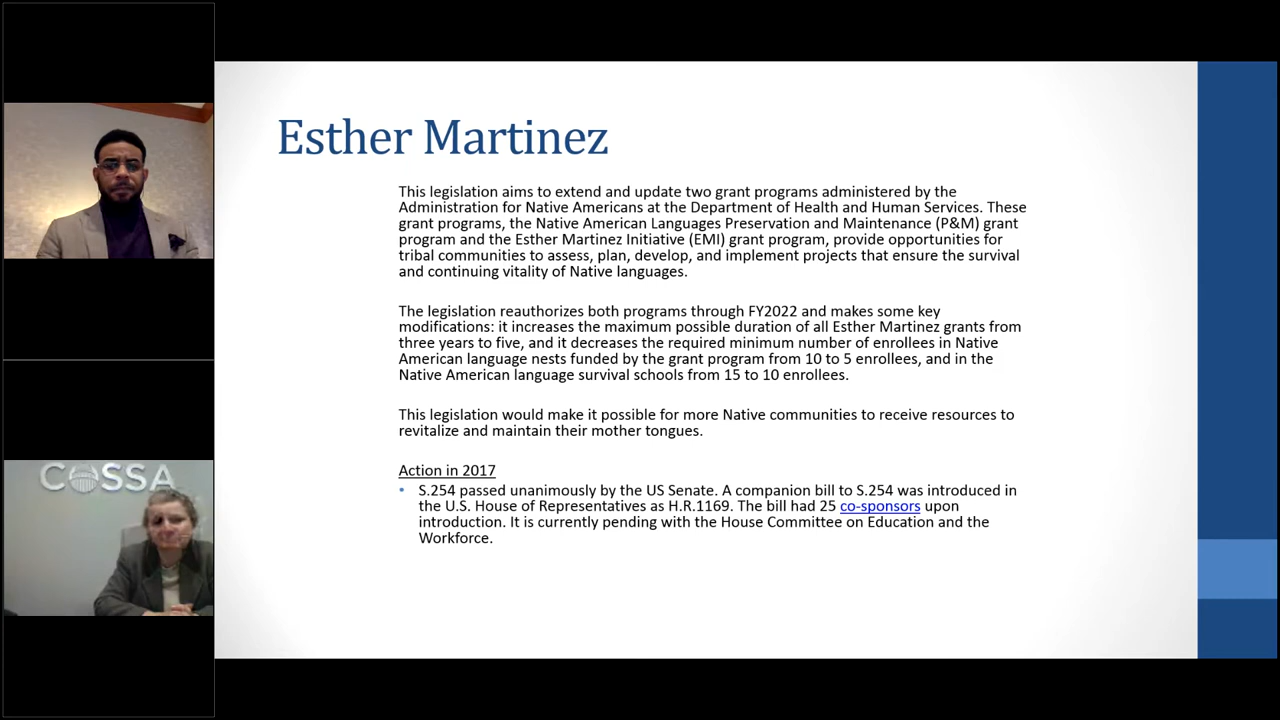 Esther Martinez
This legislation aims to extend and update two grant programs administered by the
Administration for Native Americans at the Department of Health and Human Services. These
grant programs, the Native American Languages Preservation and Maintenance (P&M) grant
program and the Esther Martinez Initiative (EMI) grant program, provide opportunities for
tribal communities to assess, plan, develop, and implement projects that ensure the survival
and continuing vitality of Native languages.
The legislation reauthorizes both programs through FY2022 and makes some key
modifications: it increases the maximum possible duration of all Esther Martinez grants from
three years to five, and it decreases the required minimum number of enrollees in Native
American language nests funded by the grant program from 10 to 5 enrollees, and in the
Native American language survival schools from 15 to 10 enrollees.
This legislation would make it possible for more Native communities to receive resources to
revitalize and maintain their mother tongues.
Action in 2017
• S.254 passed unanimously by the US Senate. A companion bill to S.254 was introduced in
the U.S. House of Representatives as H.R.1169. The bill had 25 co-sponsors upon
introduction. It is currently pending with the House Committee on Education and the
Workforce.
COSSA